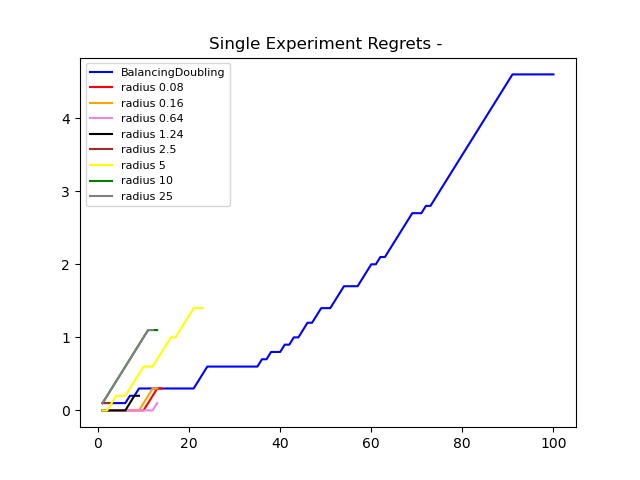 Single Experiment Regrets -
BalancingDoubling
radius 0.08
radius 0.16
radius 0.64
radius 1.24
radius 2.5
radius 5
radius 10
radius 25
4
3
2
1
0
0 20 40 60 80 100